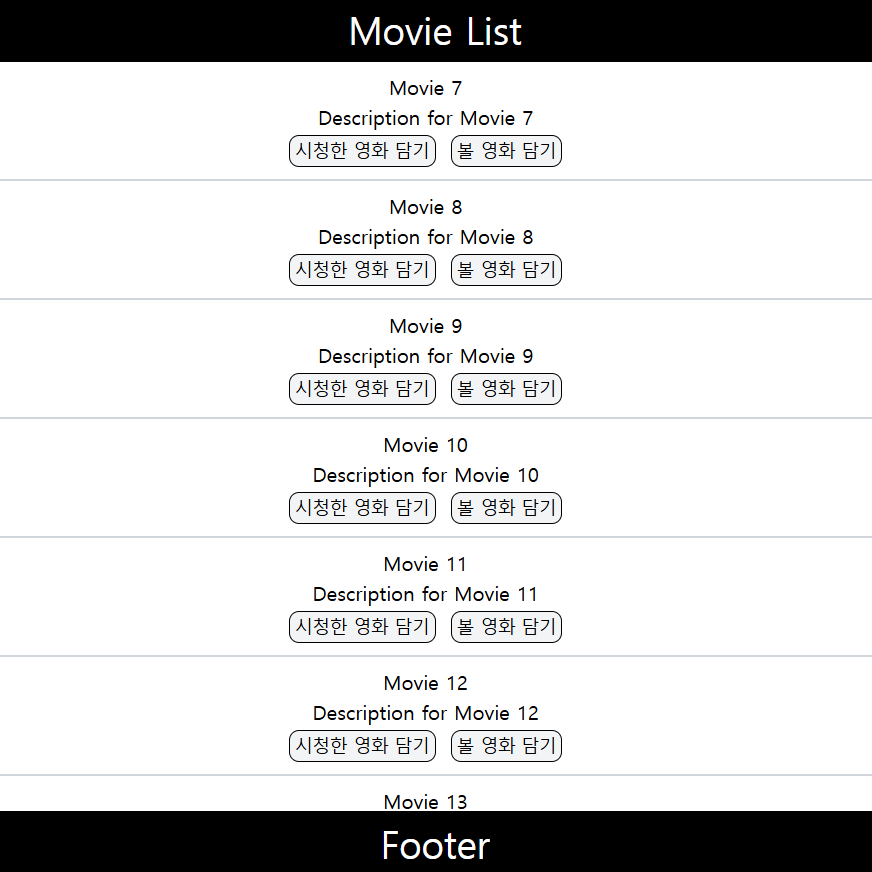 Movie List
Movie 7
Description for Movie 7
시청한 영화 담기 볼 영화 담기
Movie 8
Description for Movie 8
시청한 영화 담기 볼 영화 담기
Movie 9
Description for Movie 9
시청한 영화 담기 볼 영화 담기
Movie 10
Description for Movie 10
시청한 영화 담기 볼 영화 담기
Movie 11
Description for Movie 11
시청한 영화 담기 볼 영화 담기
Movie 12
Description for Movie 12
시청한 영화 담기 볼 영화 담기
Movie 13
Footer